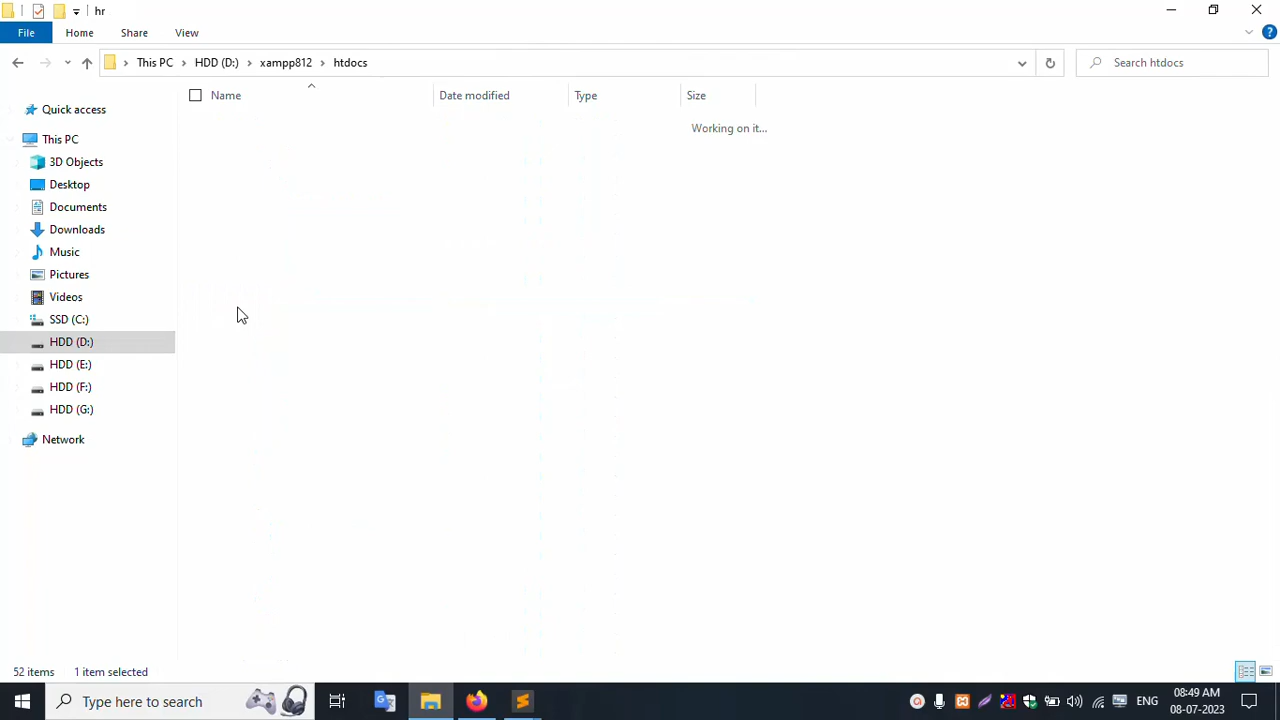 hr
File Home Share View
This PC HDD (D:) xampp812 htdocs Search htdocs
Name Date modified Type Size
Working on it...
Quick access
This PC
3D Objects
Desktop
Documents
Downloads
Music
Pictures
Videos
SSD (C:)
HDD (D:)
HDD (E:)
HDD (F:)
HDD (G:)
Network
52 items 1 item selected
Type here to search ENG 08:49 AM
08-07-2023